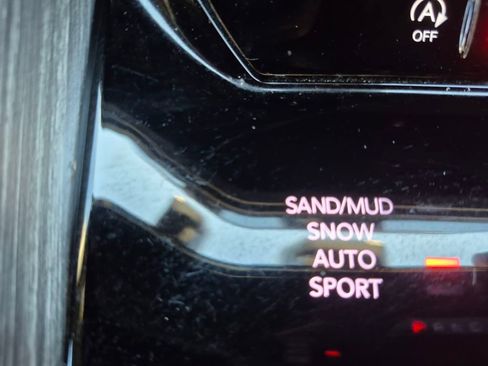 A
OFF
SAND/MUD
SNOW
AUTO
SPORT